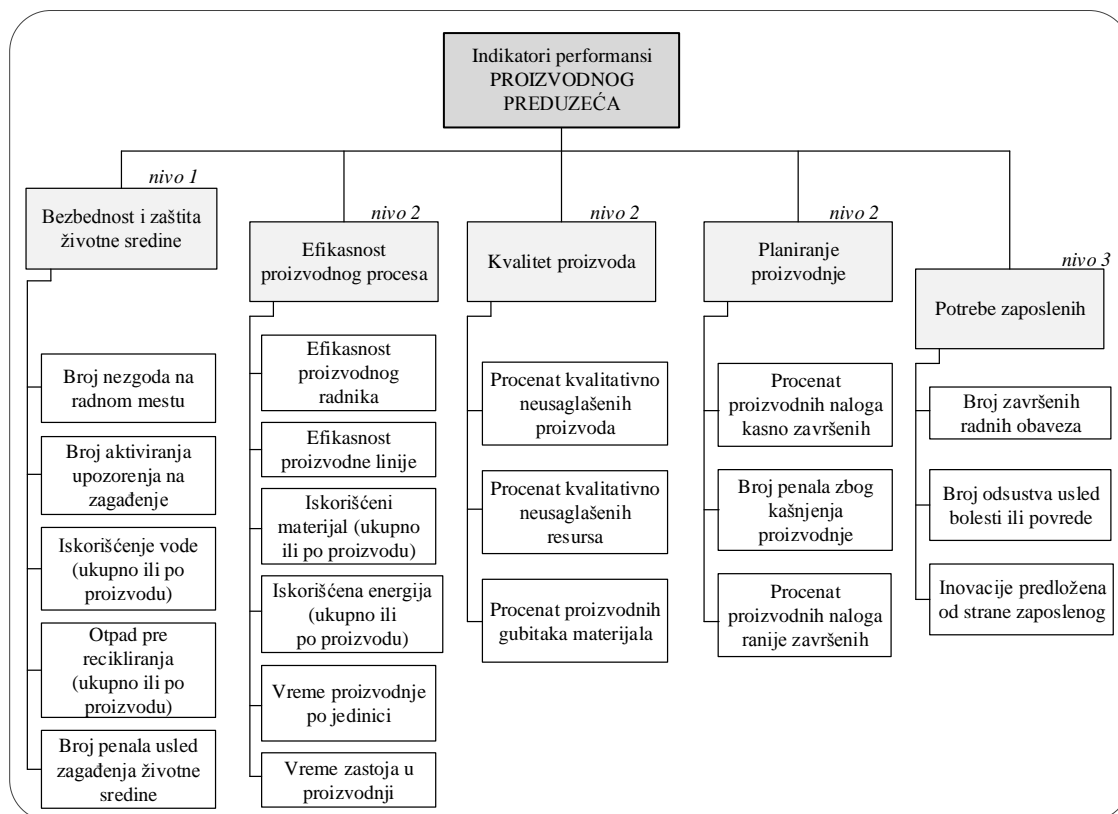 Indikatori performansi
PROIZVODNOG
PREDUZEĆA
nivo 1
Bezbednost i zaštita
životne sredine
Broj nezgoda na
radnom mestu
Broj aktiviranja
upozorenja na
zagađenje
Iskorišćenje vode
(ukupno ili po
proizvodu)
Otpad pre
recikliranja
(ukupno ili po
proizvodu)
Broj penala usled
zagađenja životne
sredine
nivo 2
Efikasnost
proizvodnog procesa
Efikasnost
proizvodnog
radnika
Efikasnost
proizvodne linije
Iskorišćeni
materijal (ukupno
ili po proizvodu)
Iskorišćena energija
(ukupno ili
po proizvodu)
Vreme proizvodnje
po jedinici
Vreme zastoja u
proizvodnji
nivo 2
Kvalitet proizvoda
Procenat kvalitativno
neusaglašenih
proizvoda
Procenat kvalitativno
neusaglašenih
resursa
Procenat proizvodnih
gubitaka materijala
nivo 2
Planiranje
proizvodnje
Procenat
proizvodnih naloga
kasno završenih
Broj penala zbog
kašnjenja
proizvodnje
Procenat
proizvodnih naloga
ranije završenih
nivo 3
Potrebe zaposlenih
Broj završenih
radnih obaveza
Broj odsustva usled
bolesti ili povrede
Inovacije predložena
od strane zaposlenog